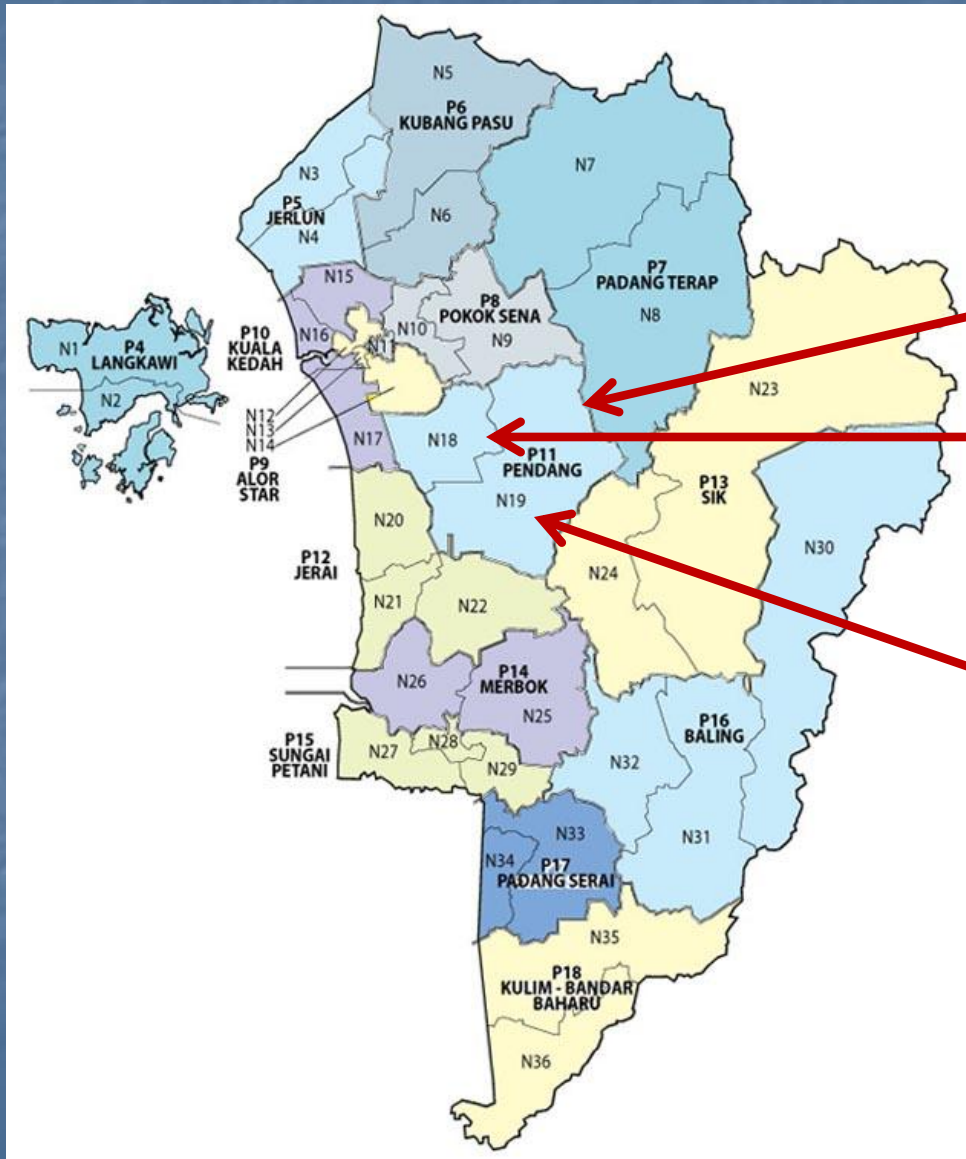 N5
P6
KUBANG PASU
N7
N3
N6
P5
JERLUN
N4
P7
PADANG TERAP
N8
N15
P8
POKOK SENA
N10
N9
N16
N11
P10
KUALA
KEDAH
N1
P4
LANGKAWI
N2
N12
N13
N14
N23
N17
N18
P11
PENDANG
P9
ALOR
STAR
P13
SIK
N19
N20
N30
P12
JERAI
N24
N21
N22
N26
P14
MERBOK
N25
P16
BALING
P15
SUNGAI
PETANI
N27
N28
N29
N32
N31
N33
N34
P17
PADANG SERAI
N35
P18
KULIM - BANDAR
BAHARU
N36